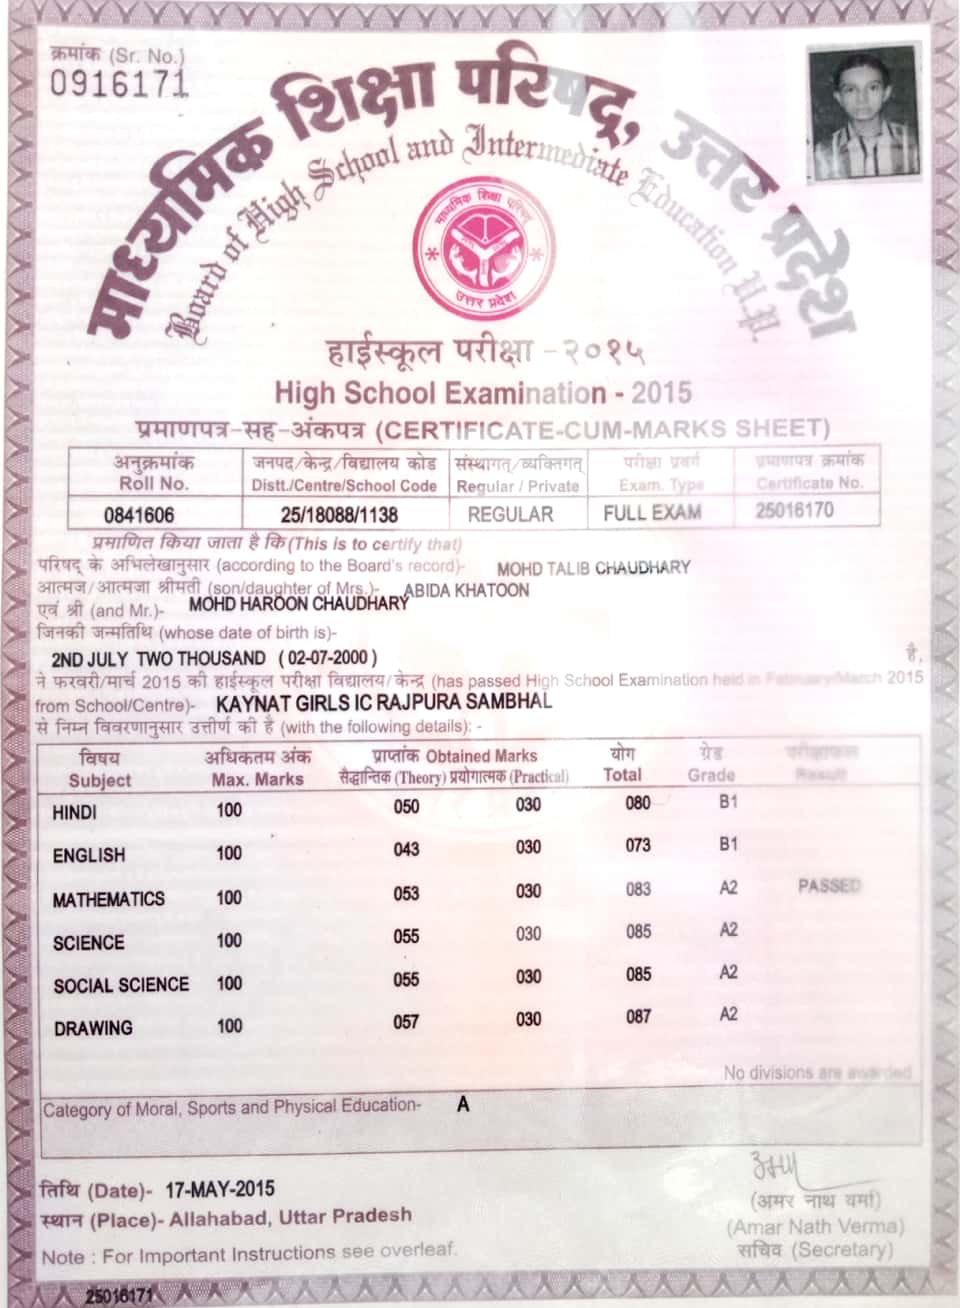 क्रमांक (Sr. No.)
0916171
माध्यमिक शिक्षा परिषद्, उत्तर प्रदेश
Board of High School and Intermediate Education U.P.
माध्यमिक शिक्षा परिषद्
उत्तर प्रदेश
हाईस्कूल परीक्षा - २०१५
High School Examination - 2015
प्रमाणपत्र-सह-अंकपत्र (CERTIFICATE-CUM-MARKS SHEET)
अनुक्रमांक जनपद/केन्द्र/विद्यालय कोड संस्थागत/व्यक्तिगत परीक्षा प्रवर्ग प्रमाणपत्र क्रमांक
Roll No. Distt./Centre/School Code Regular / Private Exam. Type Certificate No.
0841606 25/18088/1138 REGULAR FULL EXAM 25016170
प्रमाणित किया जाता है कि (This is to certify that)
परिषद् के अभिलेखानुसार (according to the Board's record)- MOHD TALIB CHAUDHARY
आत्मज/आत्मजा श्रीमती (son/daughter of Mrs.)- ABIDA KHATOON
एवं श्री (and Mr.)- MOHD HAROON CHAUDHARY
जिनकी जन्मतिथि (whose date of birth is)-
2ND JULY TWO THOUSAND ( 02-07-2000 ) है,
ने फरवरी/मार्च 2015 की हाईस्कूल परीक्षा विद्यालय/केन्द्र (has passed High School Examination held in February/March 2015
from School/Centre)- KAYNAT GIRLS IC RAJPURA SAMBHAL
से निम्न विवरणानुसार उत्तीर्ण की है (with the following details): -
विषय अधिकतम अंक प्राप्तांक Obtained Marks योग ग्रेड परीक्षाफल
Subject Max. Marks सैद्धान्तिक (Theory) प्रयोगात्मक (Practical) Total Grade Result
HINDI 100 050 030 080 B1
ENGLISH 100 043 030 073 B1
MATHEMATICS 100 053 030 083 A2 PASSED
SCIENCE 100 055 030 085 A2
SOCIAL SCIENCE 100 055 030 085 A2
DRAWING 100 057 030 087 A2
No divisions are awarded
Category of Moral, Sports and Physical Education- A
तिथि (Date)- 17-MAY-2015
स्थान (Place)- Allahabad, Uttar Pradesh
Note : For Important Instructions see overleaf.
(अमर नाथ वर्मा)
(Amar Nath Verma)
सचिव (Secretary)
25016171